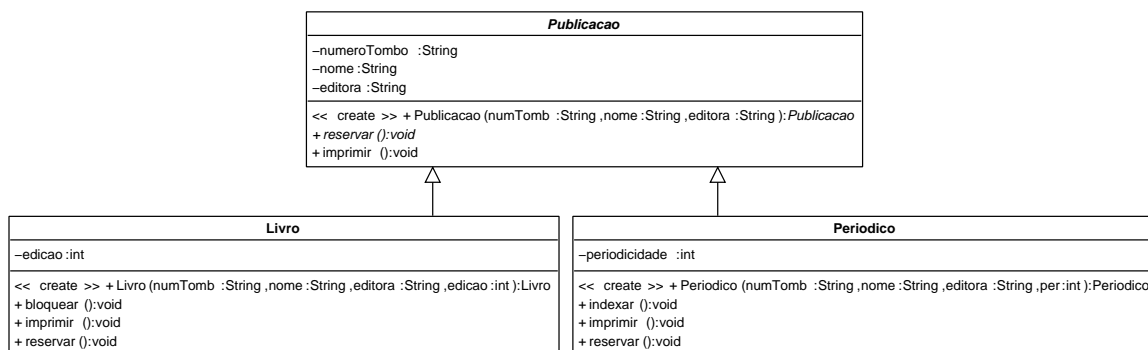 Publicacao
−numeroTombo :String
−nome :String
−editora :String
<< create >> + Publicacao (numTomb :String ,nome :String ,editora :String ):Publicacao
+ reservar ():void
+ imprimir ():void
Livro
−edicao :int
<< create >> + Livro (numTomb :String ,nome :String ,editora :String ,edicao :int ):Livro
+ bloquear ():void
+ imprimir ():void
+ reservar ():void
Periodico
−periodicidade :int
<< create >> + Periodico (numTomb :String ,nome :String ,editora :String ,per :int ):Periodico
+ indexar ():void
+ imprimir ():void
+ reservar ():void